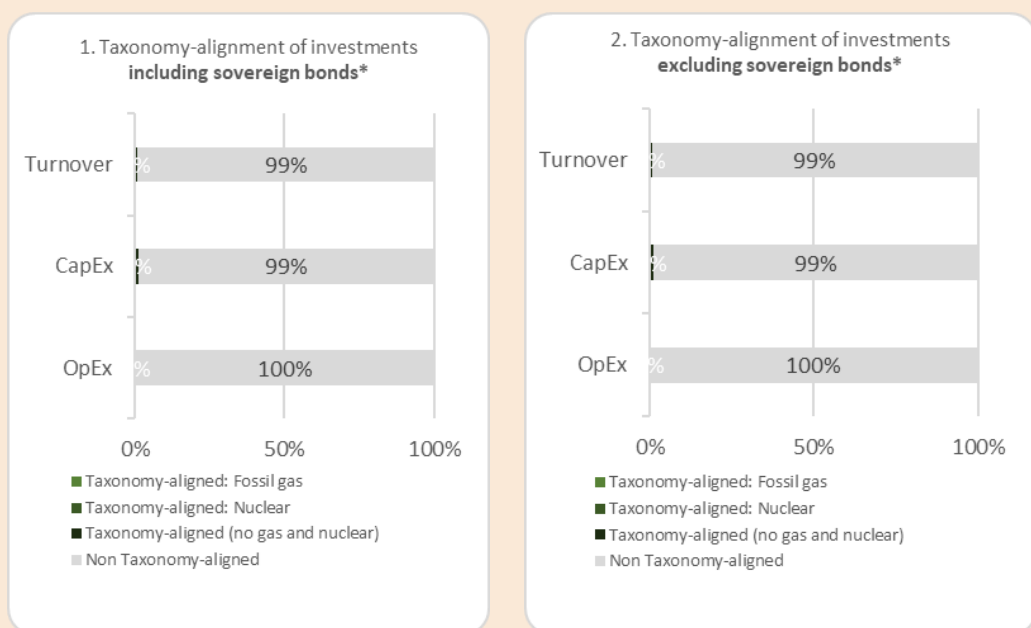 1. Taxonomy-alignment of investments
including sovereign bonds*
Turnover
%
99%
CapEx
%
99%
OpEx
%
100%
0% 50% 100%
Taxonomy-aligned: Fossil gas
Taxonomy-aligned: Nuclear
Taxonomy-aligned (no gas and nuclear)
Non Taxonomy-aligned
2. Taxonomy-alignment of investments
excluding sovereign bonds*
Turnover
%
99%
CapEx
%
99%
OpEx
%
100%
0% 50% 100%
Taxonomy-aligned: Fossil gas
Taxonomy-aligned: Nuclear
Taxonomy-aligned (no gas and nuclear)
Non Taxonomy-aligned